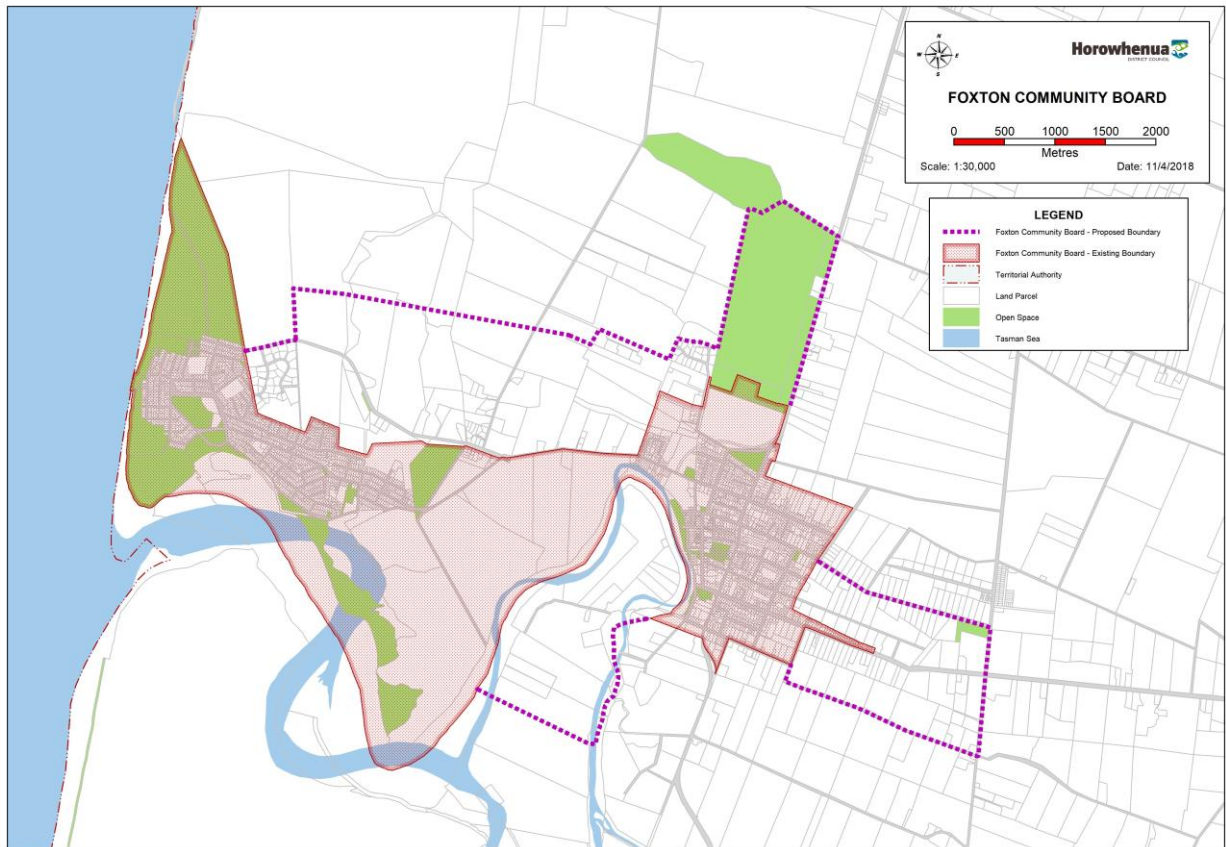 N
W E
S
Horowhenua
DISTRICT COUNCIL
FOXTON COMMUNITY BOARD
0 500 1000 1500 2000
Metres
Scale: 1:30,000 Date: 11/4/2018
LEGEND
Foxton Community Board - Proposed Boundary
Foxton Community Board - Existing Boundary
Territorial Authority
Land Parcel
Open Space
Tasman Sea